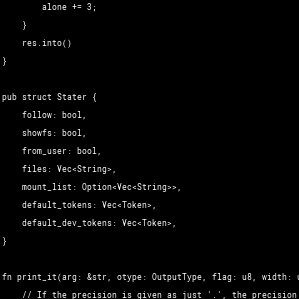 alone += 3;
}
res.into()
}
pub struct Stater {
follow: bool,
showfs: bool,
from_user: bool,
files: Vec<String>,
mount_list: Option<Vec<String>>,
default_tokens: Vec<Token>,
default_dev_tokens: Vec<Token>,
}
fn print_it(arg: &str, otype: OutputType, flag: u8, width:
// If the precision is given as just '.', the precision